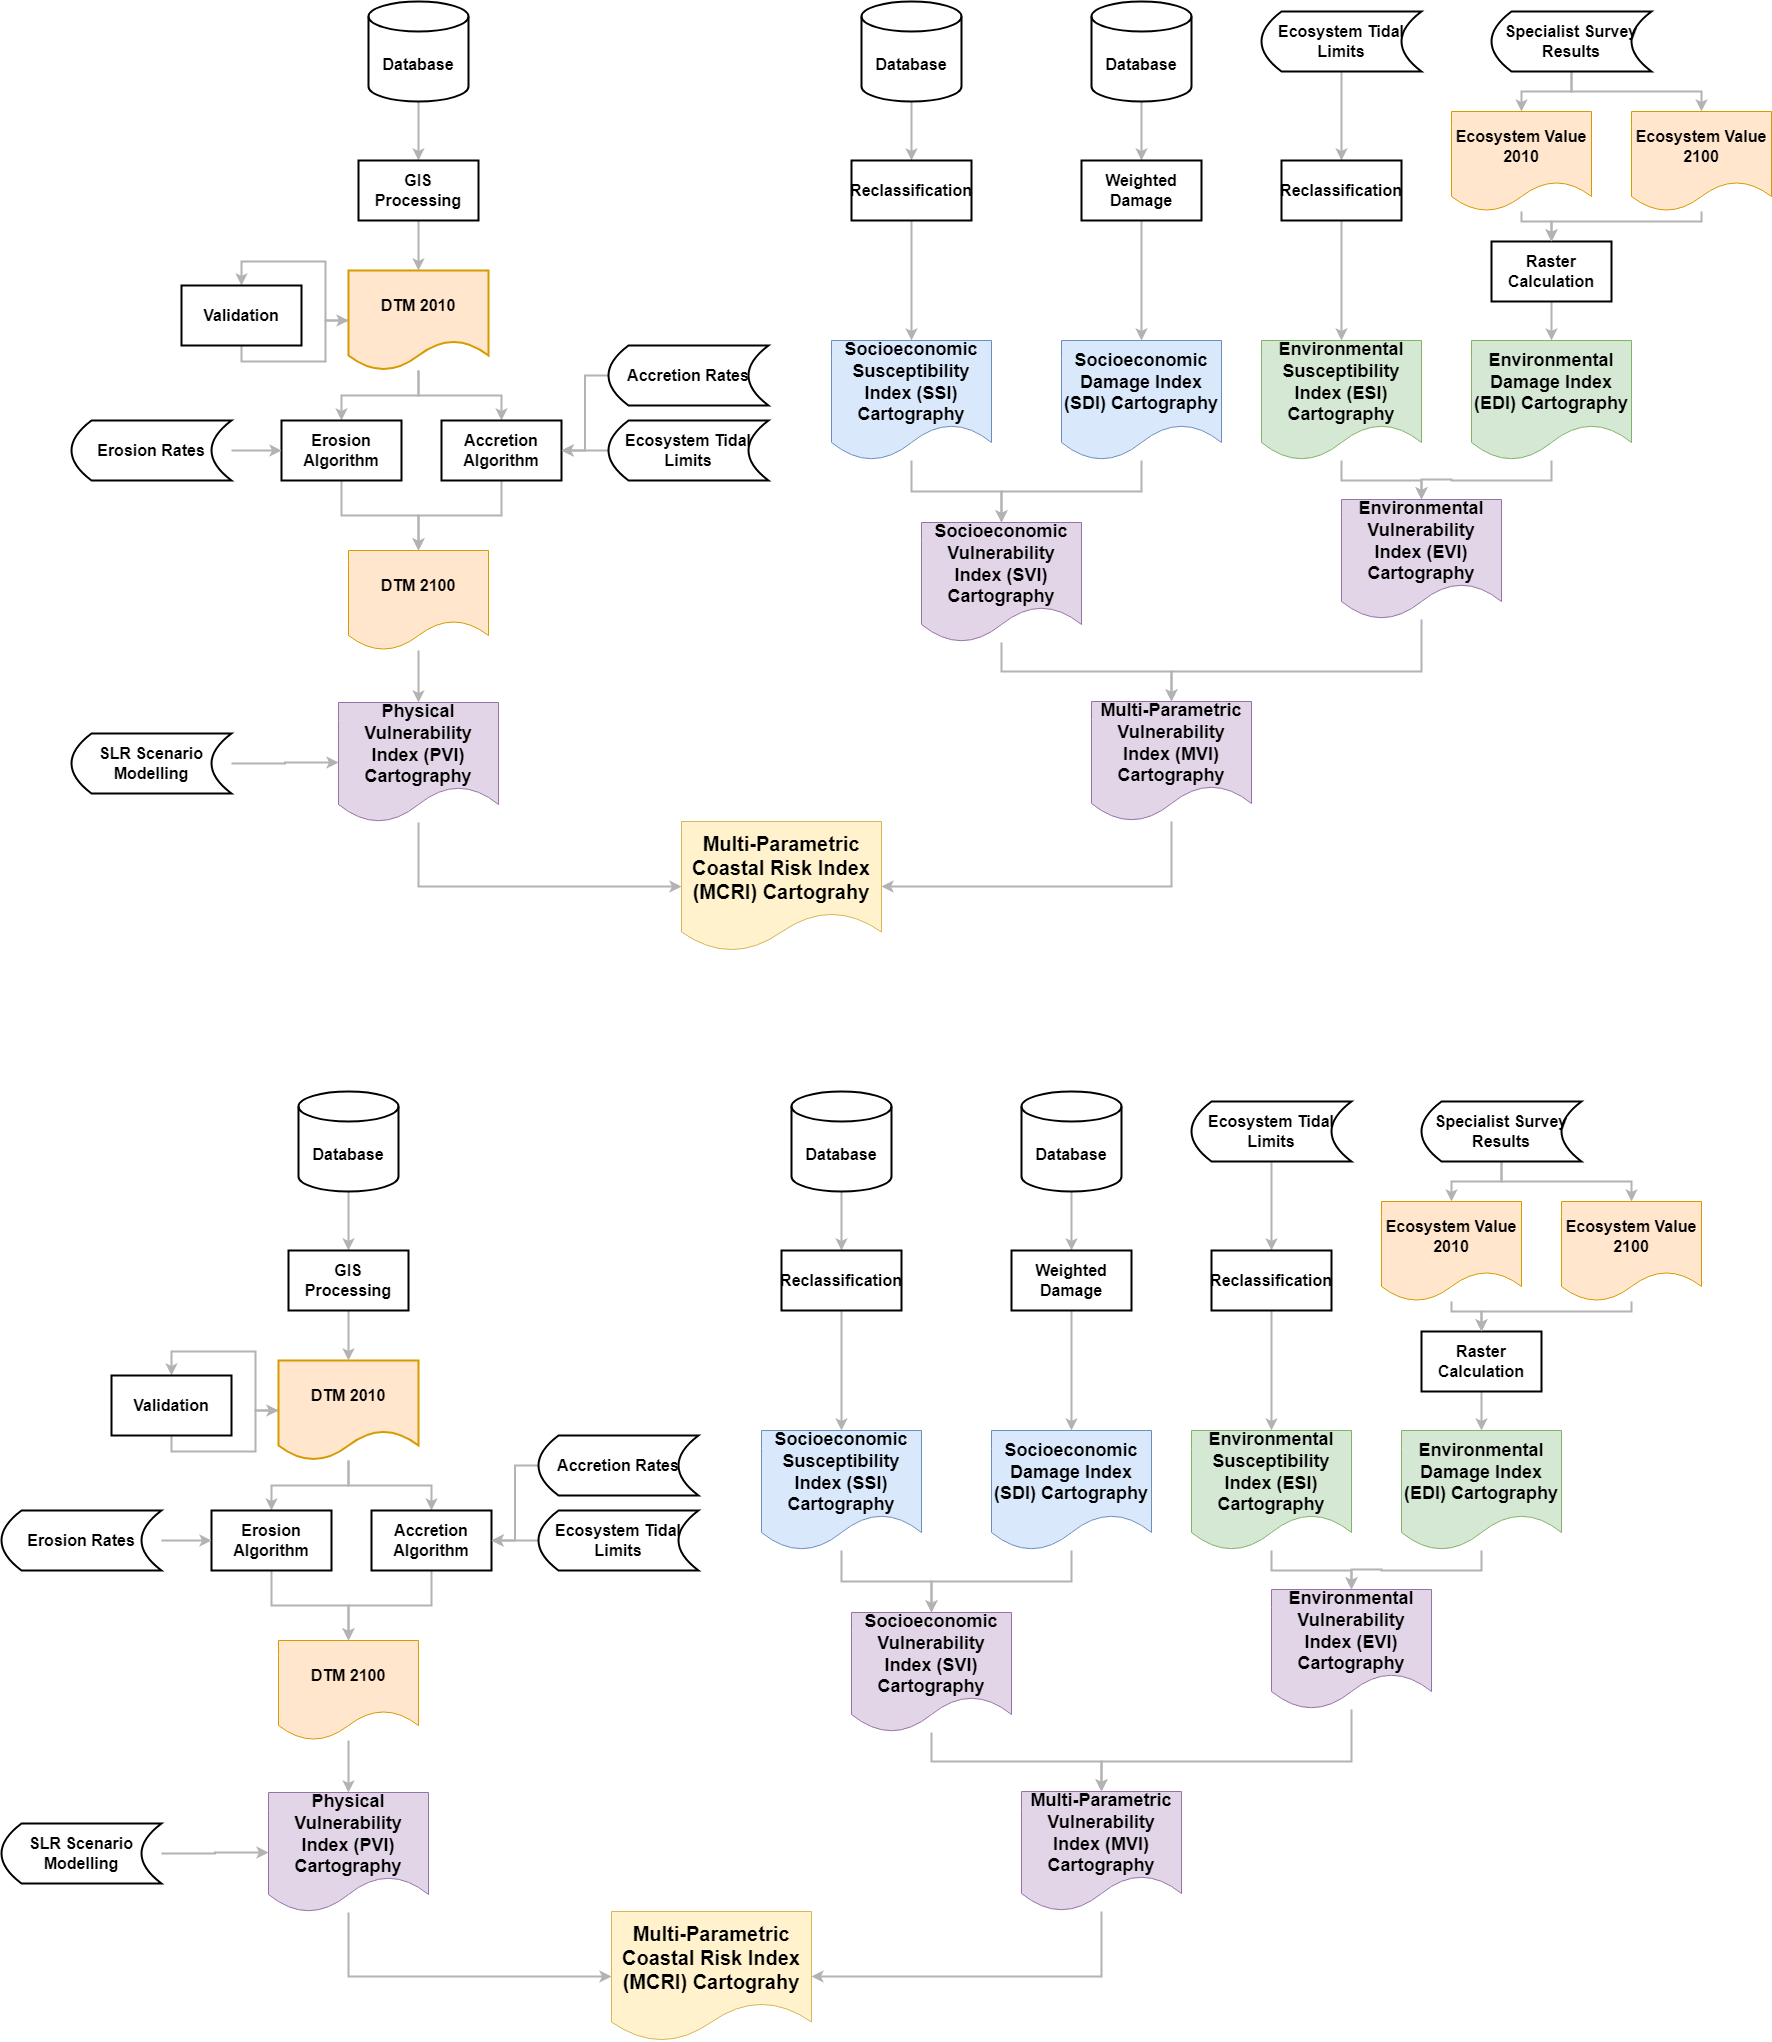 Database
Database
Database
Ecosystem Tidal
Limits
Specialist Survey
Results
Ecosystem Value
2010
Ecosystem Value
2100
GIS
Processing
Reclassification
Weighted
Damage
Reclassification
Raster
Calculation
Validation
DTM 2010
Accretion Rates
Socioeconomic
Susceptibility
Index (SSI)
Cartography
Socioeconomic
Damage Index
(SDI) Cartography
Environmental
Susceptibility
Index (ESI)
Cartography
Environmental
Damage Index
(EDI) Cartography
Erosion Rates
Erosion
Algorithm
Accretion
Algorithm
Ecosystem Tidal
Limits
Socioeconomic
Vulnerability
Index (SVI)
Cartography
Environmental
Vulnerability
Index (EVI)
Cartography
DTM 2100
SLR Scenario
Modelling
Physical
Vulnerability
Index (PVI)
Cartography
Multi-Parametric
Vulnerability
Index (MVI)
Cartography
Multi-Parametric
Coastal Risk Index
(MCRI) Cartograhy
Database
Database
Database
Ecosystem Tidal
Limits
Specialist Survey
Results
Ecosystem Value
2010
Ecosystem Value
2100
GIS
Processing
Reclassification
Weighted
Damage
Reclassification
Raster
Calculation
Validation
DTM 2010
Accretion Rates
Socioeconomic
Susceptibility
Index (SSI)
Cartography
Socioeconomic
Damage Index
(SDI) Cartography
Environmental
Susceptibility
Index (ESI)
Cartography
Environmental
Damage Index
(EDI) Cartography
Erosion Rates
Erosion
Algorithm
Accretion
Algorithm
Ecosystem Tidal
Limits
Socioeconomic
Vulnerability
Index (SVI)
Cartography
Environmental
Vulnerability
Index (EVI)
Cartography
DTM 2100
SLR Scenario
Modelling
Physical
Vulnerability
Index (PVI)
Cartography
Multi-Parametric
Vulnerability
Index (MVI)
Cartography
Multi-Parametric
Coastal Risk Index
(MCRI) Cartograhy